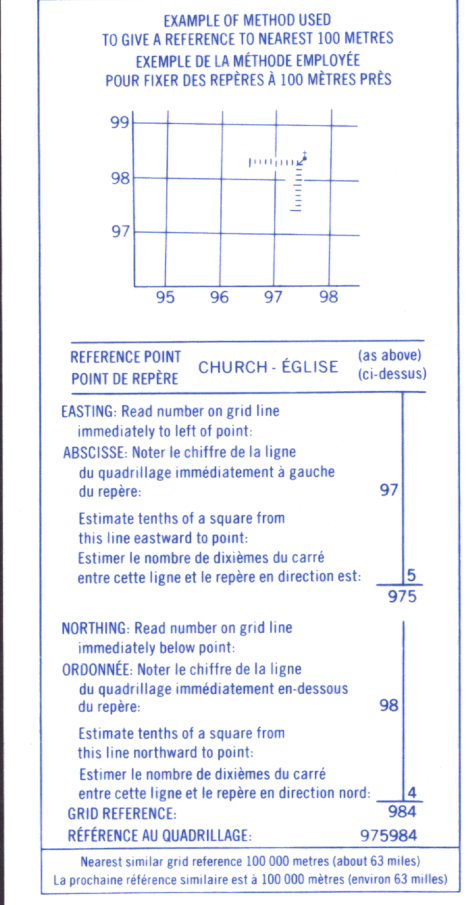 EXAMPLE OF METHOD USED
TO GIVE A REFERENCE TO NEAREST 100 METRES
EXEMPLE DE LA MÉTHODE EMPLOYÉE
POUR FIXER DES REPÈRES À 100 MÈTRES PRÈS
99
98
97
95 96 97 98
REFERENCE POINT
POINT DE REPÈRE
CHURCH - ÉGLISE
(as above)
(ci-dessus)
EASTING: Read number on grid line
immediately to left of point:
ABSCISSE: Noter le chiffre de la ligne
du quadrillage immédiatement à gauche
du repère: 97
Estimate tenths of a square from
this line eastward to point:
Estimer le nombre de dixièmes du carré
entre cette ligne et le repère en direction est: 5
975
NORTHING: Read number on grid line
immediately below point:
ORDONNÉE: Noter le chiffre de la ligne
du quadrillage immédiatement en-dessous
du repère: 98
Estimate tenths of a square from
this line northward to point:
Estimer le nombre de dixièmes du carré
entre cette ligne et le repère en direction nord: 4
GRID REFERENCE: 984
RÉFÉRENCE AU QUADRILLAGE: 975984
Nearest similar grid reference 100 000 metres (about 63 miles)
La prochaine référence similaire est à 100 000 mètres (environ 63 milles)